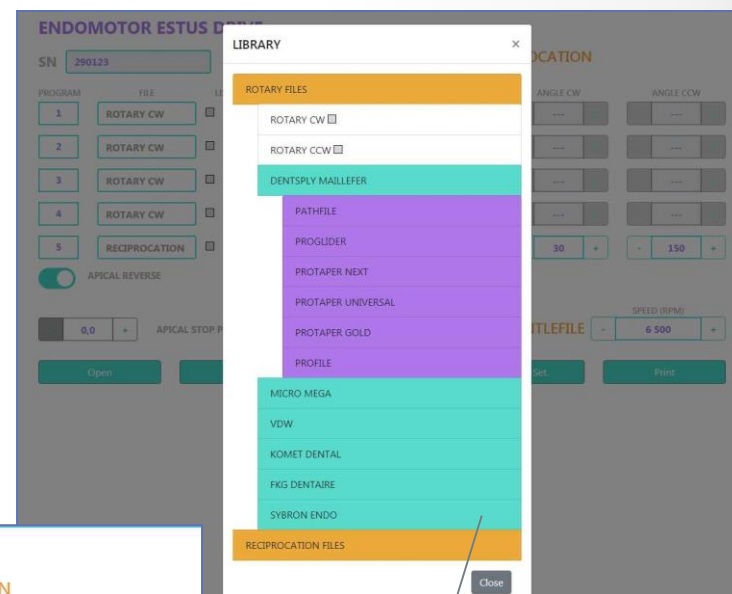 ENDOMOTOR ESTUS DRIVE
LIBRARY ×
SN 290123
OCATION
PROGRAM FILE ANGLE CW ANGLE CCW
ROTARY FILES
1 ROTARY CW --- ---
ROTARY CW
2 ROTARY CW --- ---
ROTARY CCW
3 ROTARY CW --- ---
DENTSPLY MAILLEFER
4 ROTARY CW --- ---
PATHFILE
5 RECIPROCATION 30 + - 150 +
PROGLIDER
APICAL REVERSE
PROTAPER NEXT
PROTAPER UNIVERSAL
SPEED (RPM)
0,0 + APICAL STOP P
PROTAPER GOLD
TLEFILE - 6 500 +
PROFILE
Open Set. Print
MICRO MEGA
VDW
KOMET DENTAL
FKG DENTAIRE
SYBRON ENDO
RECIPROCATION FILES
Close
N